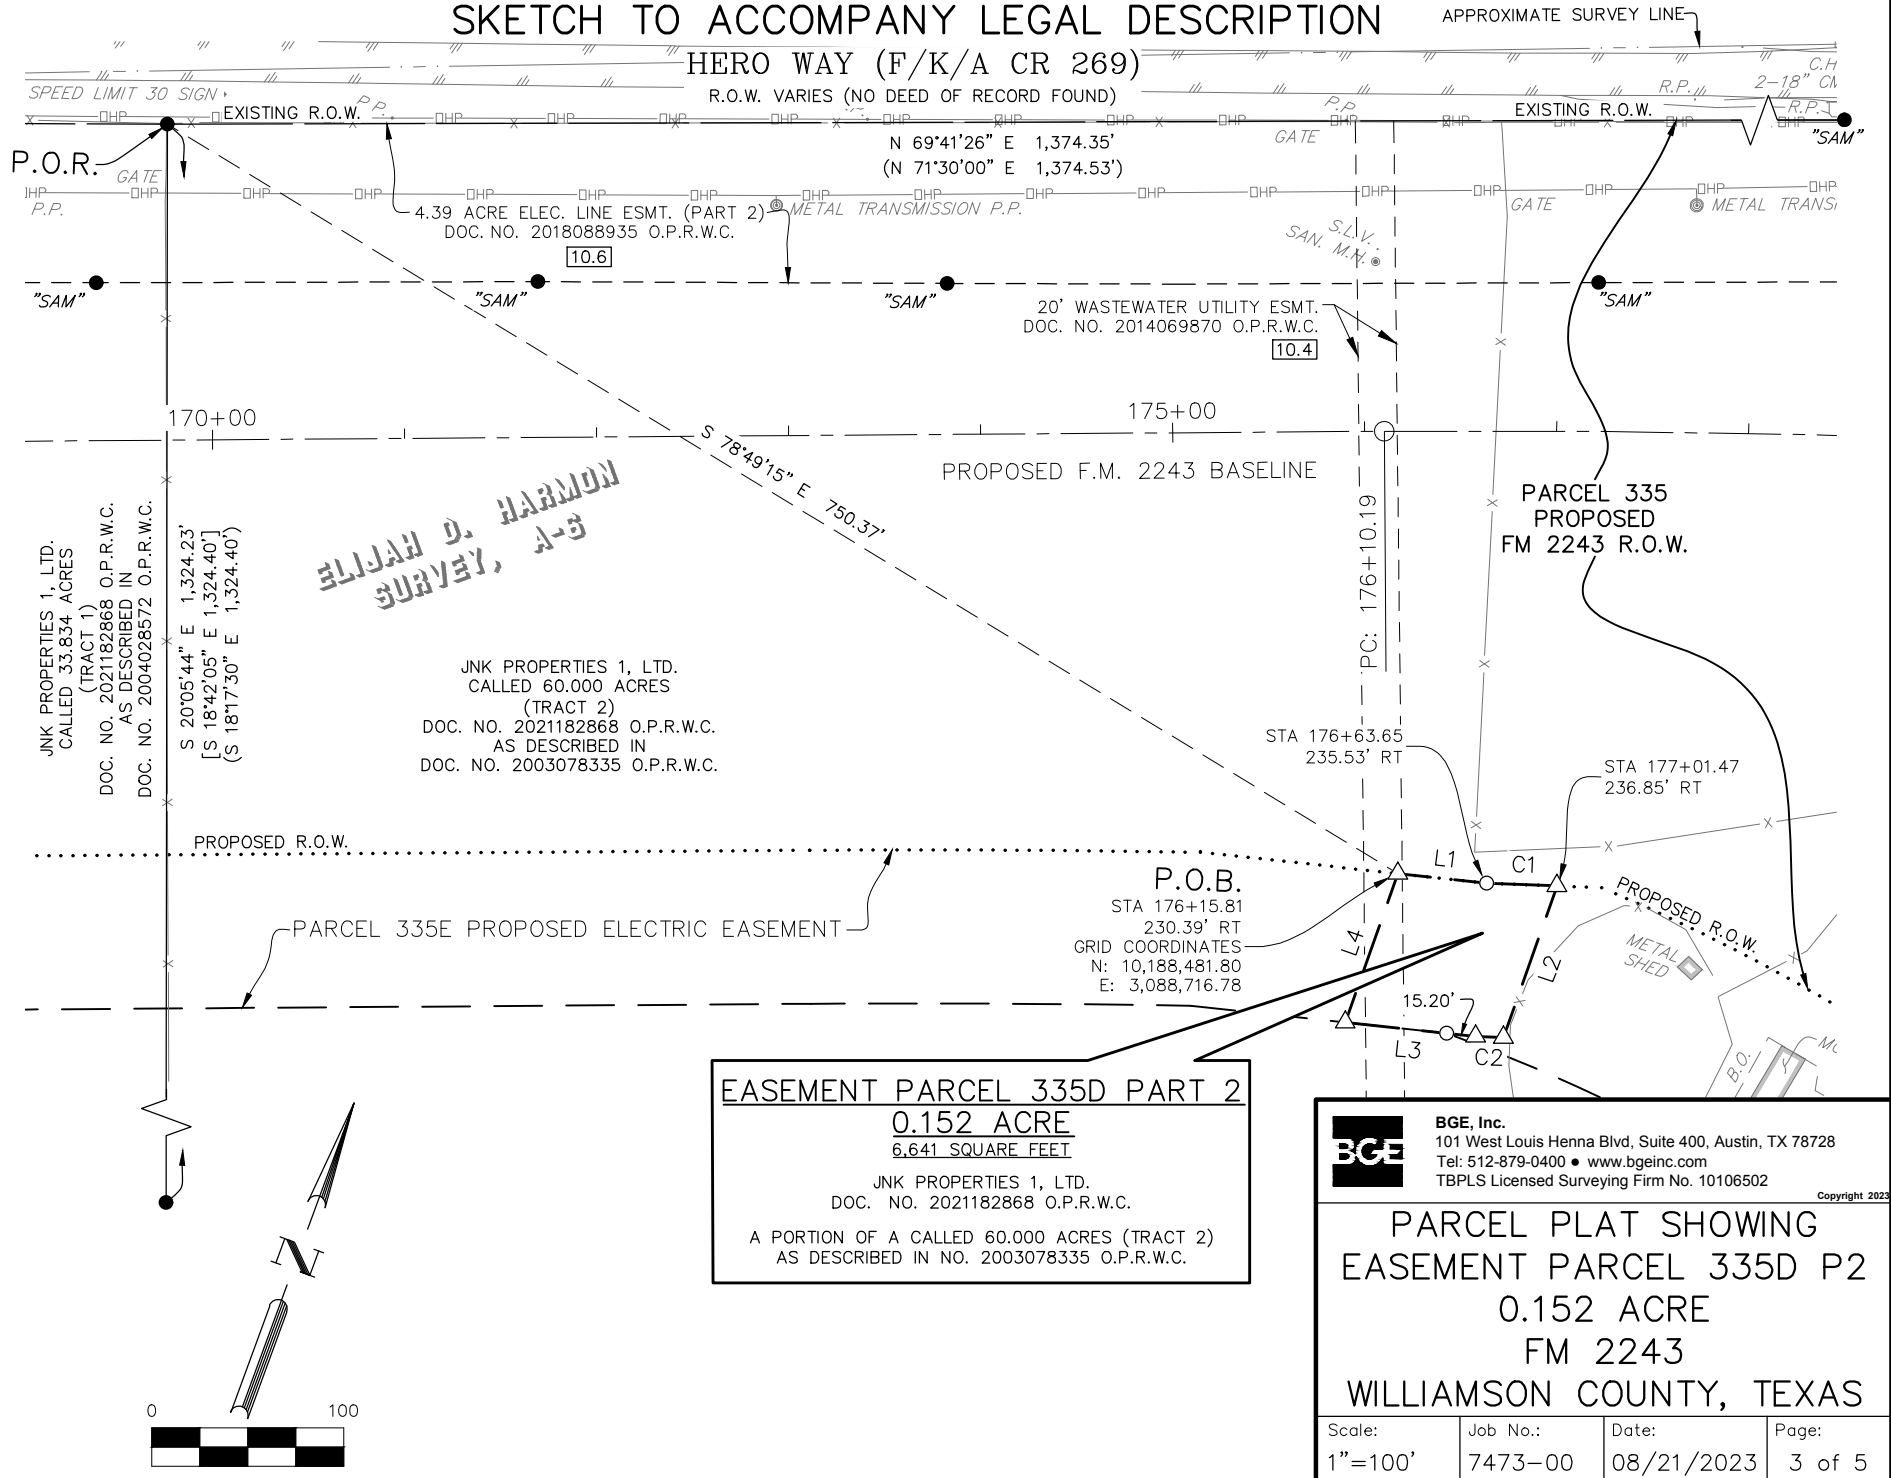 SKETCH TO ACCOMPANY LEGAL DESCRIPTION
APPROXIMATE SURVEY LINE
HERO WAY (F/K/A CR 269)
R.O.W. VARIES (NO DEED OF RECORD FOUND)
SPEED LIMIT 30 SIGN
EXISTING R.O.W.
P.P.
P.P.
R.P.
C.H
2-18" CM
R.P.
EXISTING R.O.W.
"SAM"
P.O.R.
GATE
N 69°41'26" E 1,374.35'
(N 71°30'00" E 1,374.53')
GATE
OHP OHP OHP OHP OHP OHP OHP OHP OHP OHP OHP OHP OHP OHP OHP
P.P.
4.39 ACRE ELEC. LINE ESMT. (PART 2)
DOC. NO. 2018088935 O.P.R.W.C.
10.6
METAL TRANSMISSION P.P.
S.L.V.
SAN. M.H.
GATE
METAL TRANS
"SAM"
"SAM"
"SAM"
"SAM"
20' WASTEWATER UTILITY ESMT.
DOC. NO. 2014069870 O.P.R.W.C.
10.4
170+00
175+00
S 78°49'15" E 750.37'
PROPOSED F.M. 2243 BASELINE
PC: 176+10.19
PARCEL 335
PROPOSED
FM 2243 R.O.W.
ELIJAH D. HARMON
SURVEY, A-6
JNK PROPERTIES 1, LTD.
CALLED 33.834 ACRES
(TRACT 1)
DOC. NO. 2021182868 O.P.R.W.C.
AS DESCRIBED IN
DOC. NO. 2004028572 O.P.R.W.C.
S 20°05'44" E 1,324.23'
[S 18°42'05" E 1,324.40']
(S 18°17'30" E 1,324.40')
JNK PROPERTIES 1, LTD.
CALLED 60.000 ACRES
(TRACT 2)
DOC. NO. 2021182868 O.P.R.W.C.
AS DESCRIBED IN
DOC. NO. 2003078335 O.P.R.W.C.
STA 176+63.65
235.53' RT
STA 177+01.47
236.85' RT
PROPOSED R.O.W.
L1
C1
P.O.B.
STA 176+15.81
230.39' RT
GRID COORDINATES
N: 10,188,481.80
E: 3,088,716.78
PROPOSED R.O.W.
PARCEL 335E PROPOSED ELECTRIC EASEMENT
L4
L2
METAL
SHED
15.20'
L3
C2
B.O.
EASEMENT PARCEL 335D PART 2
0.152 ACRE
6,641 SQUARE FEET
JNK PROPERTIES 1, LTD.
DOC. NO. 2021182868 O.P.R.W.C.
A PORTION OF A CALLED 60.000 ACRES (TRACT 2)
AS DESCRIBED IN NO. 2003078335 O.P.R.W.C.
N
0 100
BGE
BGE, Inc.
101 West Louis Henna Blvd, Suite 400, Austin, TX 78728
Tel: 512-879-0400 ● www.bgeinc.com
TBPLS Licensed Surveying Firm No. 10106502
Copyright 2023
PARCEL PLAT SHOWING
EASEMENT PARCEL 335D P2
0.152 ACRE
FM 2243
WILLIAMSON COUNTY, TEXAS
Scale:
1"=100'
Job No.:
7473-00
Date:
08/21/2023
Page:
3 of 5